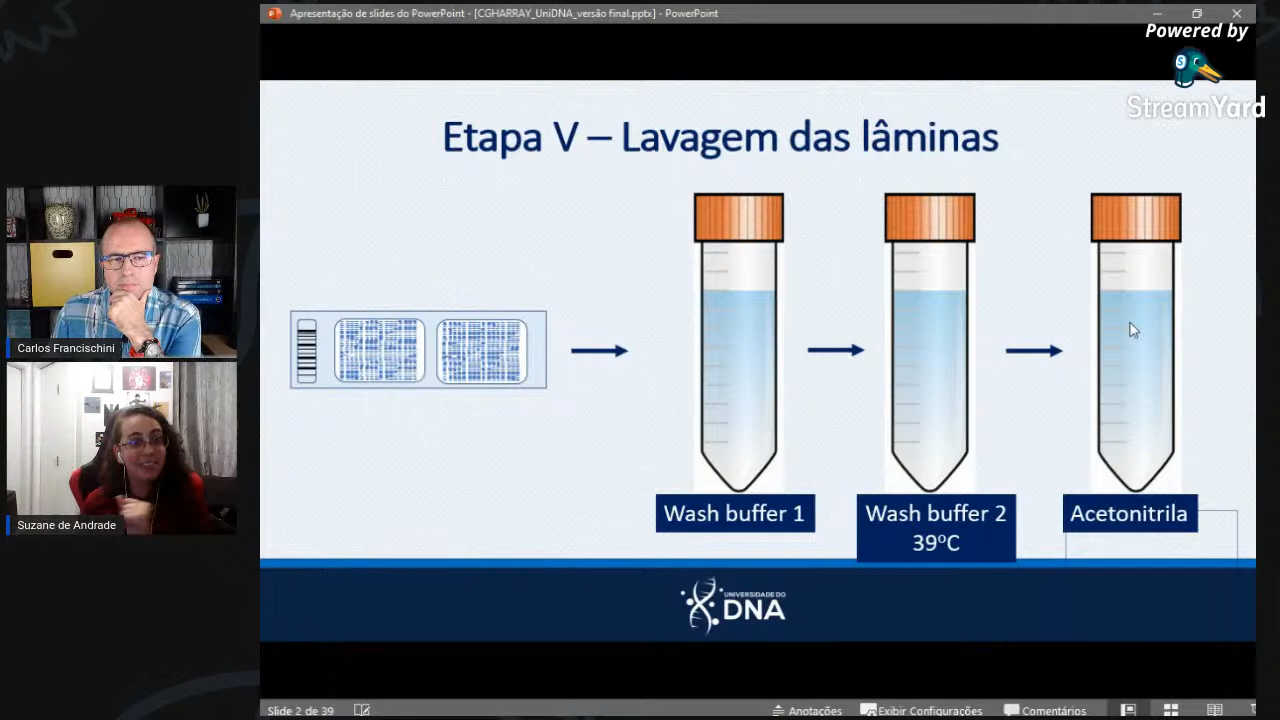 Apresentação de slides do PowerPoint - [CGHARRAY_UniDNA_versão final.pptx] - PowerPoint
Powered by
StreamYard
Etapa V – Lavagem das lâminas
Carlos Francischini
Suzane de Andrade
Wash buffer 1
Wash buffer 2
39ºC
Acetonitrila
UNIVERSIDADE DO
DNA
Slide 2 de 39
Anotações
Exibir Configurações
Comentários